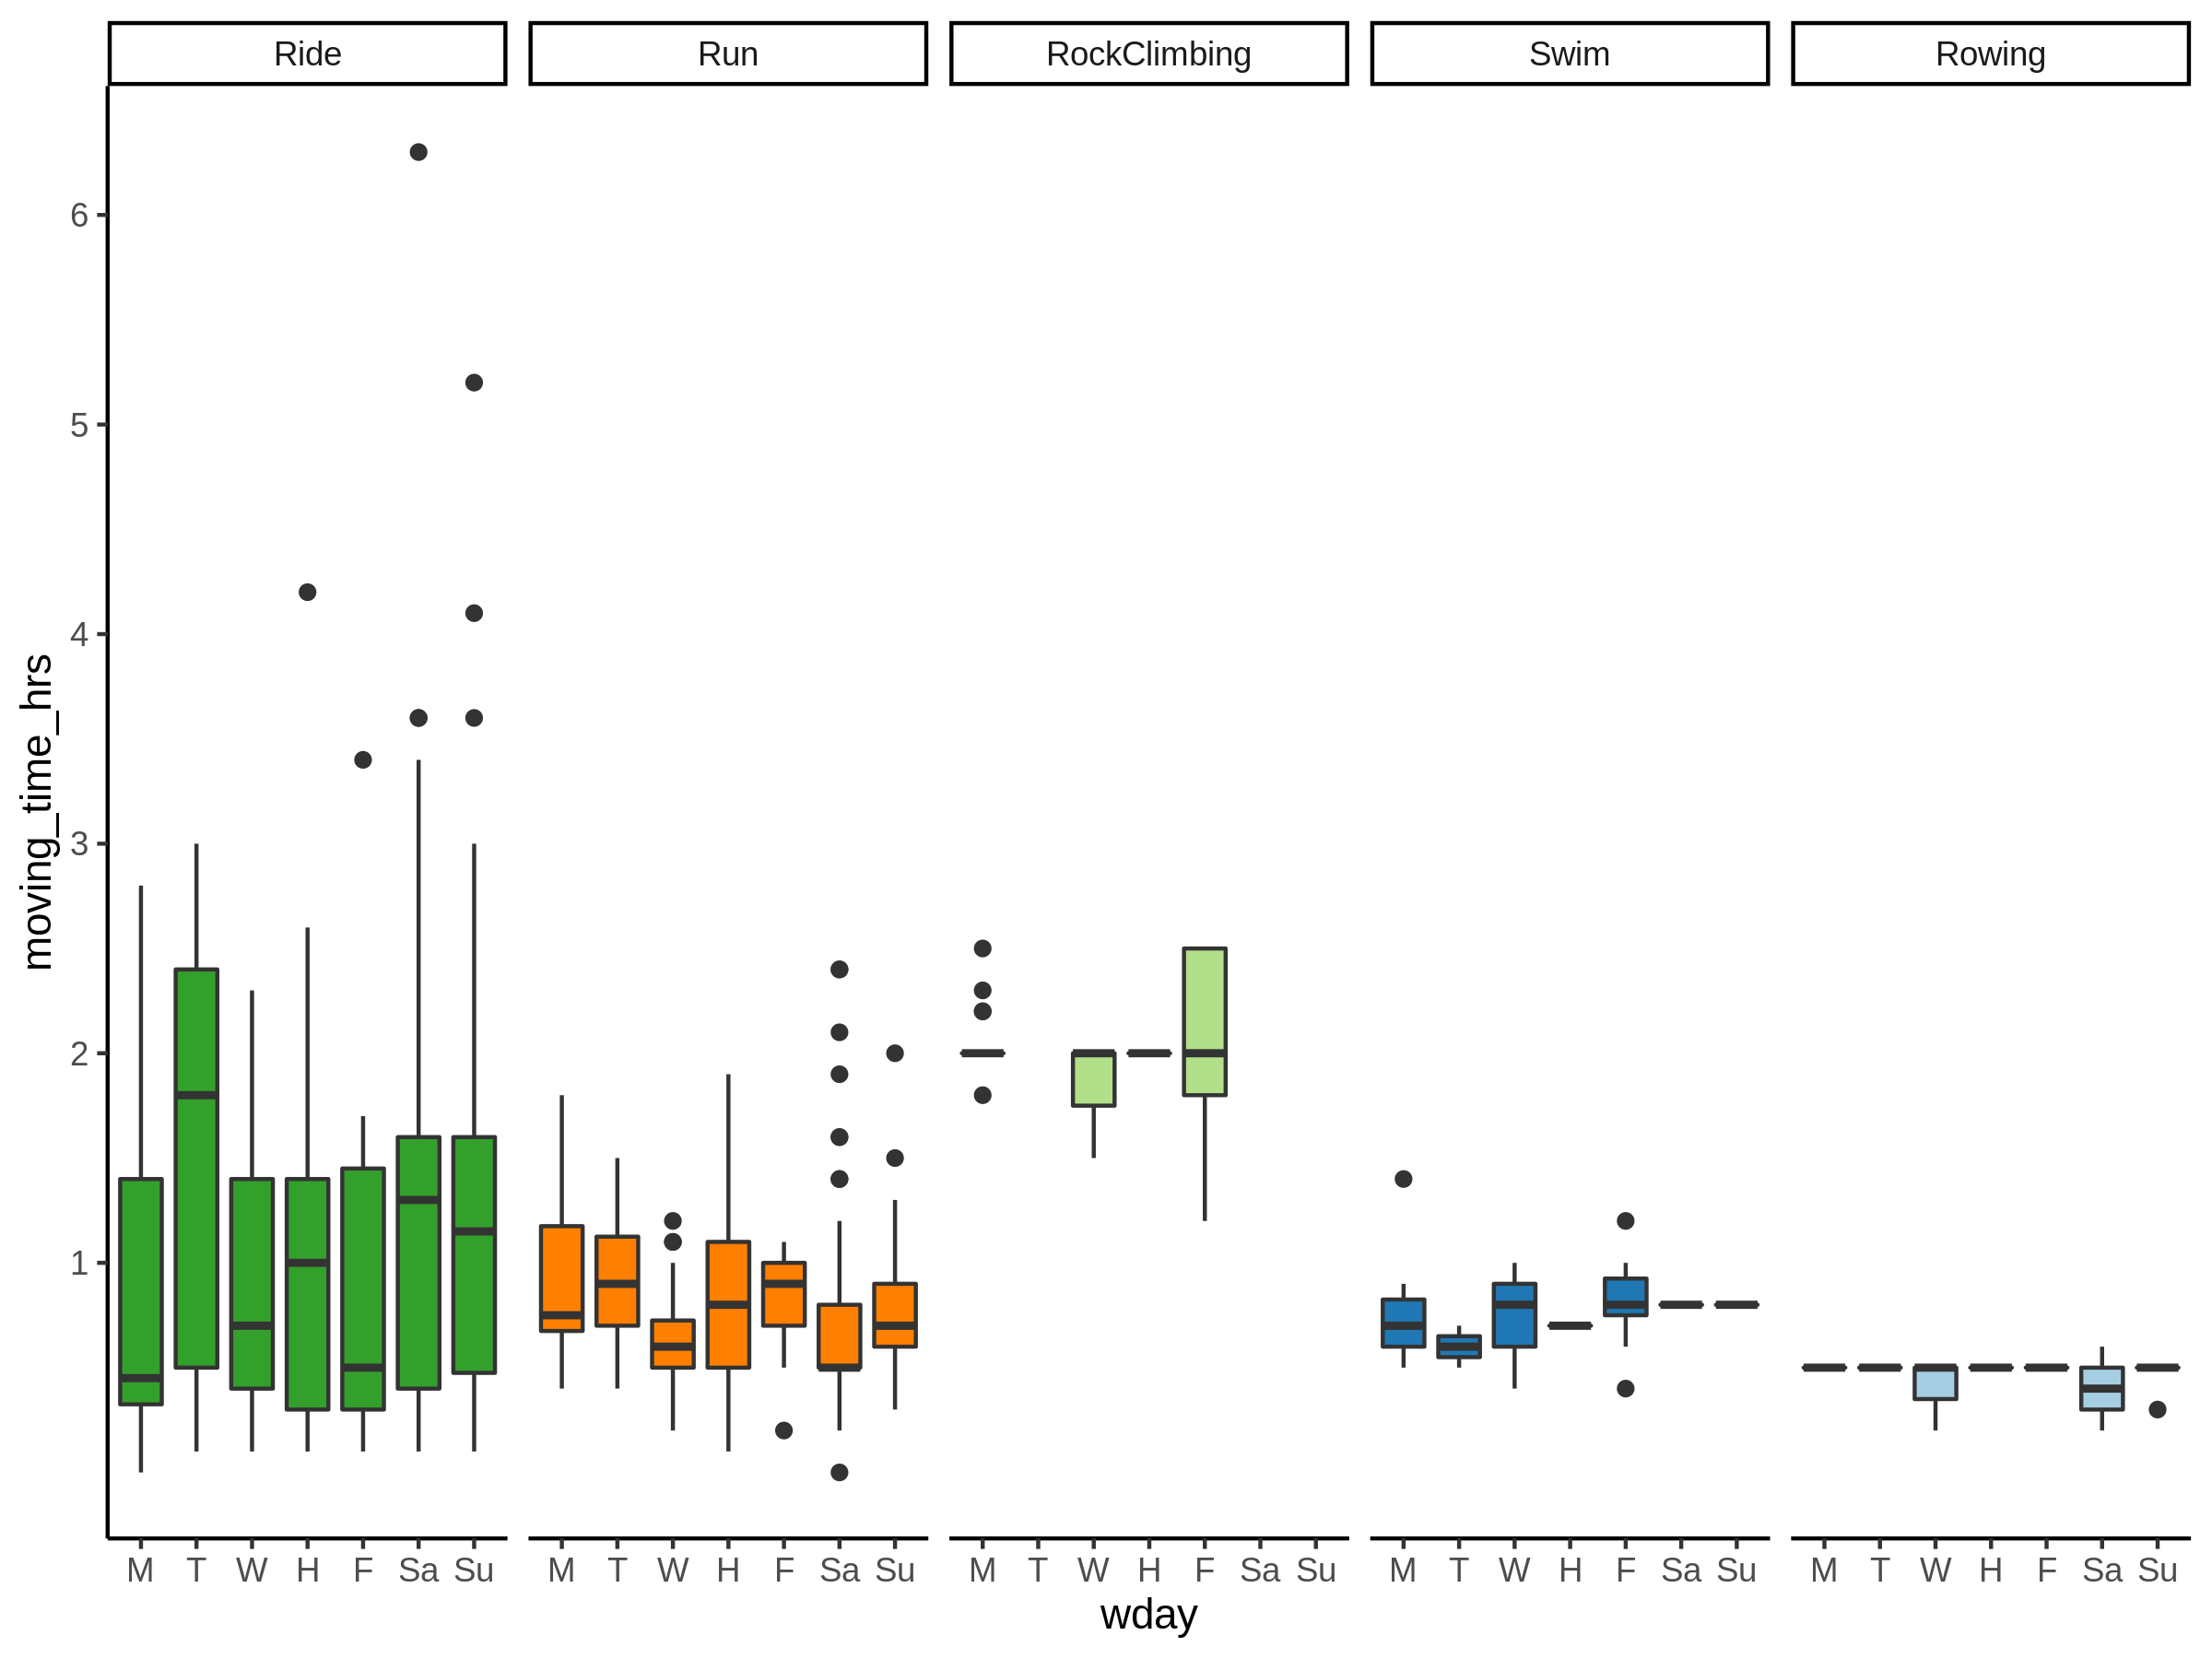 Ride Run RockClimbing Swim Rowing
6
5
4
3
2
1
moving_time_hrs
M T W H F Sa Su M T W H F Sa Su M T W H F Sa Su M T W H F Sa Su M T W H F Sa Su
wday